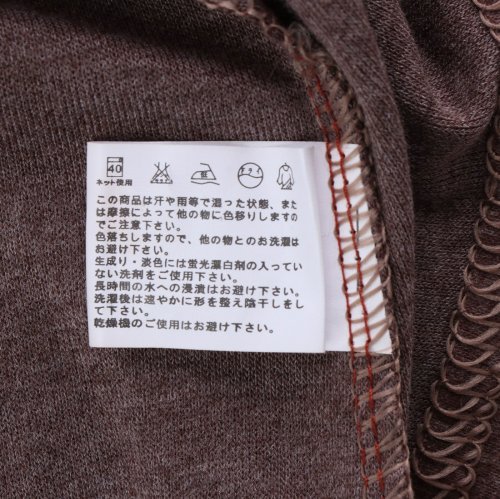 40
ネット使用
ドライ
この商品は汗や雨等で湿った状態、また
は摩擦によって他の物に色移りしますの
でご注意下さい。
色落ちしますので、他の物とのお洗濯は
お避け下さい。
生成り・淡色には蛍光漂白剤の入ってい
ない洗剤をご使用下さい。
長時間の水への浸漬はお避け下さい。
洗濯後は速やかに形を整え陰干しをし
て下さい。
乾燥機のご使用はお避け下さい。